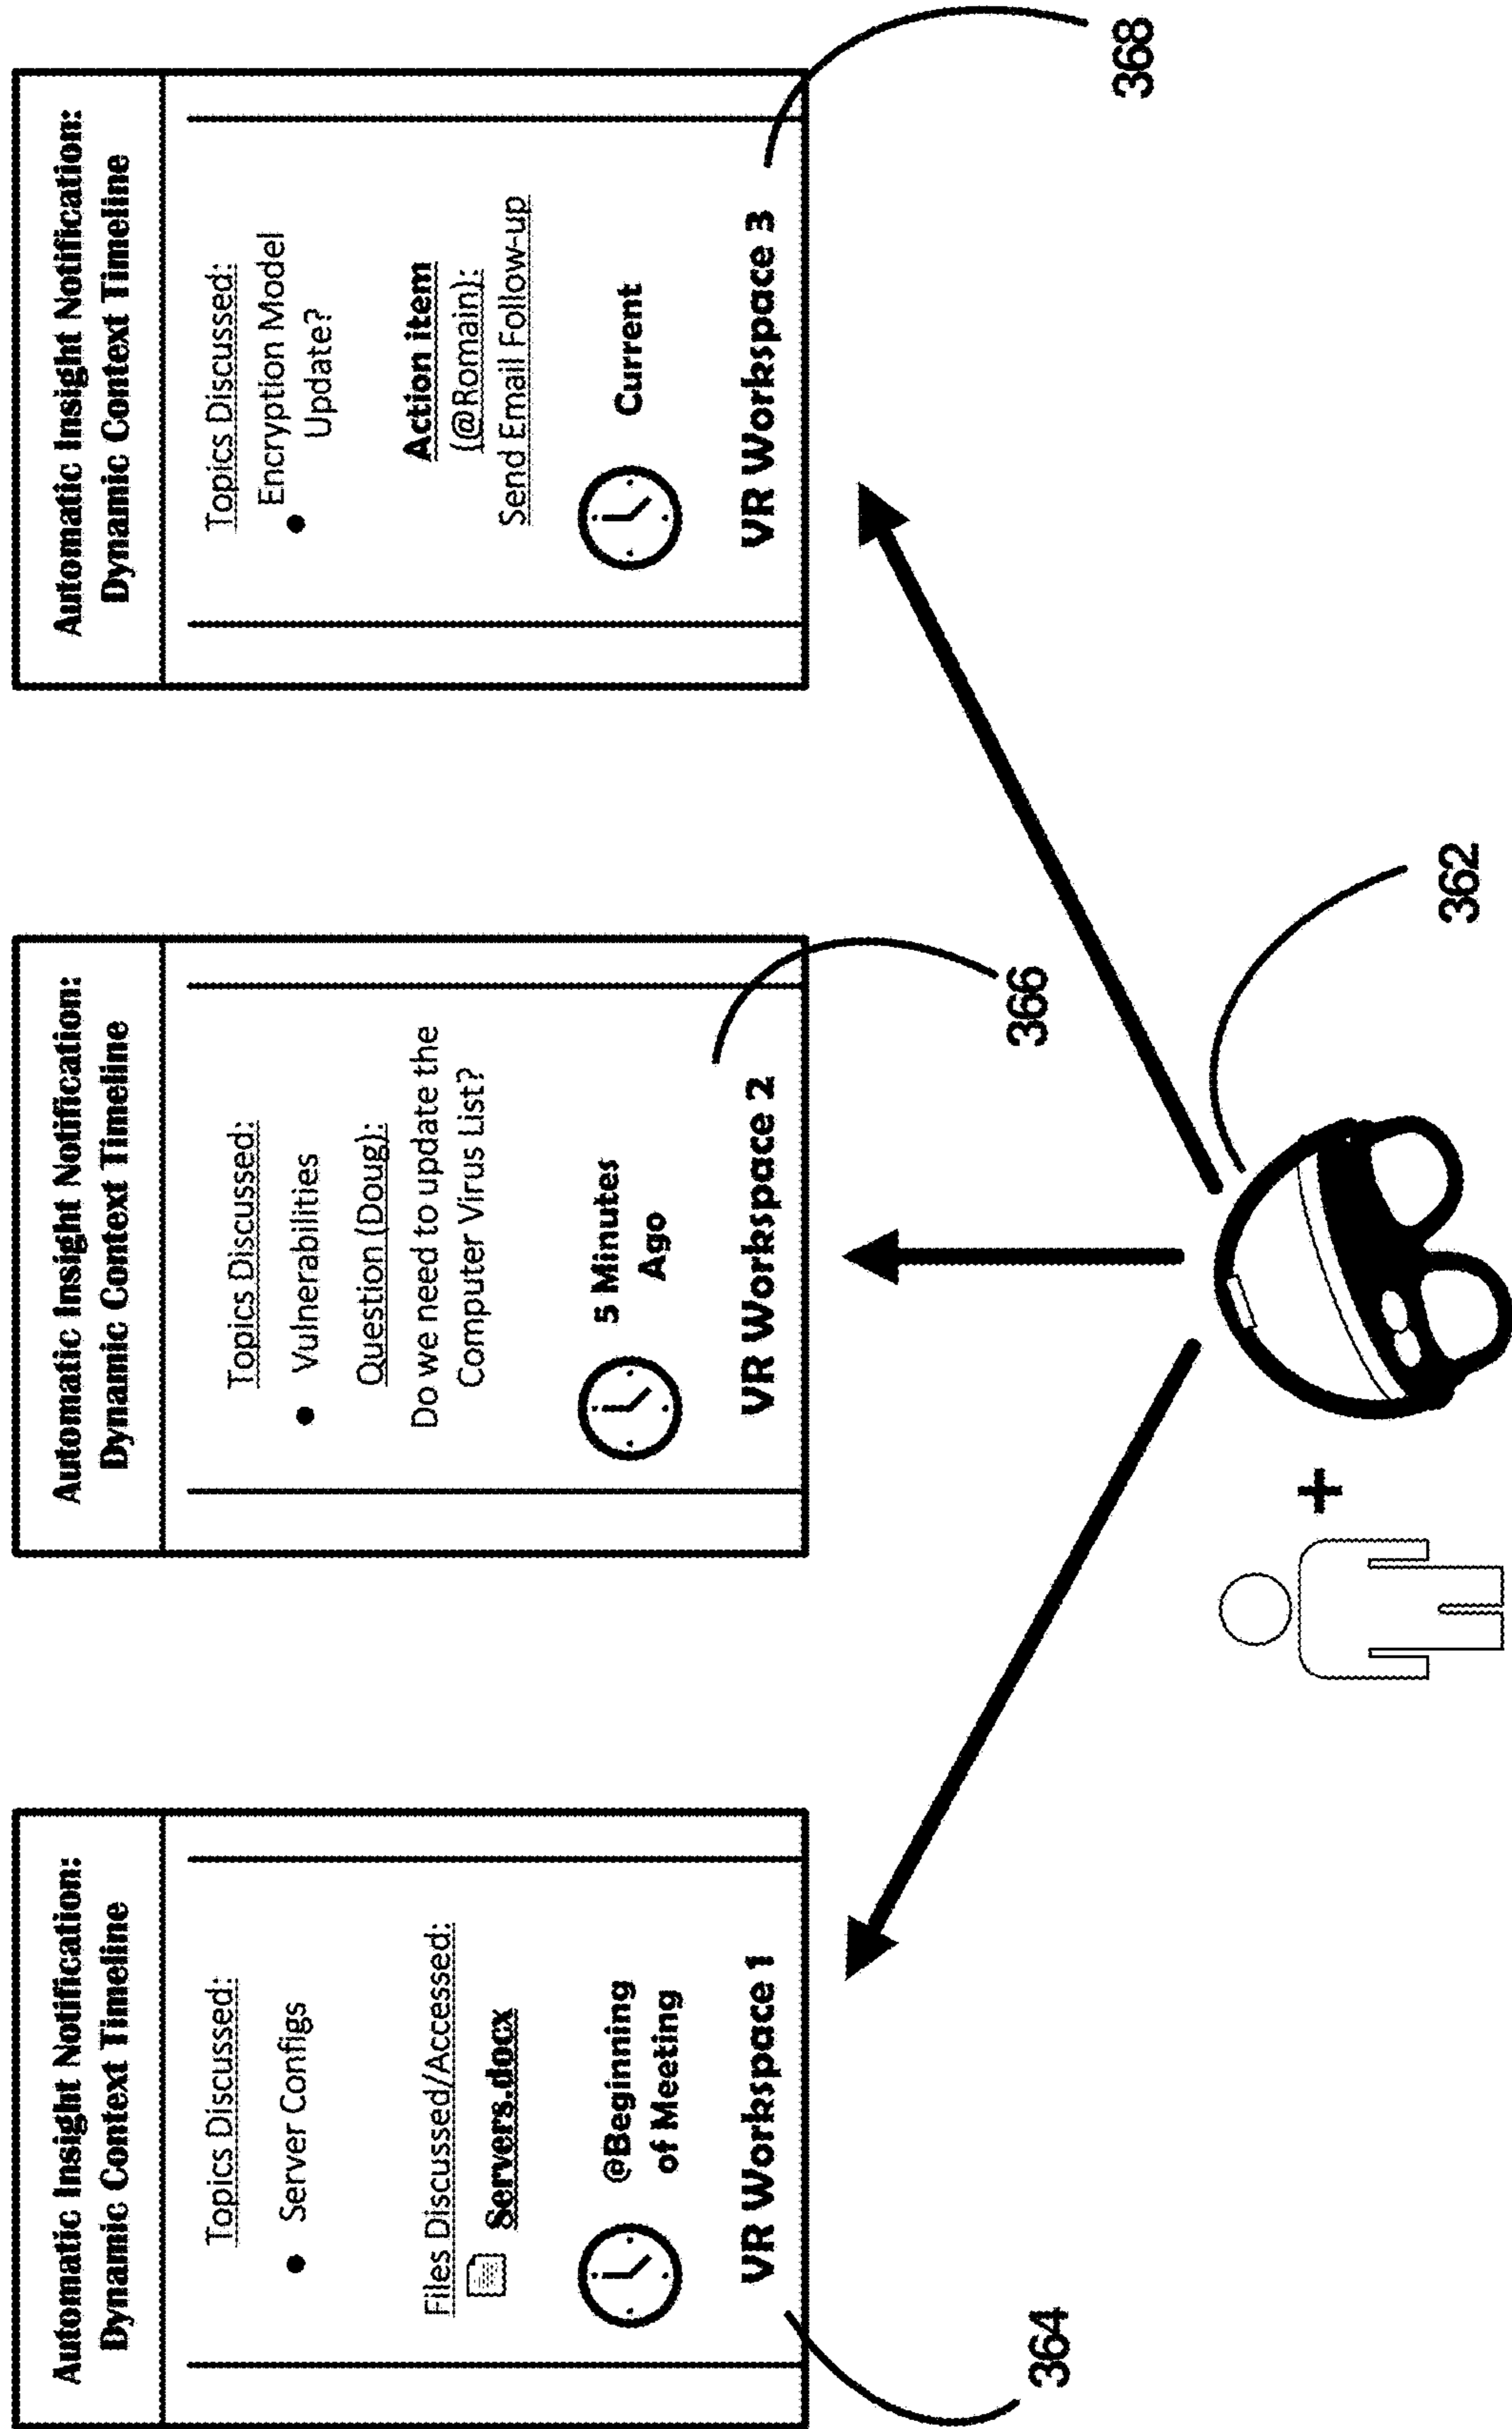 Automatic Insight Notification:
Dynamic Context Timeline
Topics Discussed:
• Server Configs
Files Discussed/Accessed:
Servers.docx
@Beginning
of Meeting
VR Workspace 1
364
Automatic Insight Notification:
Dynamic Context Timeline
Topics Discussed:
• Vulnerabilities
Question (Doug):
Do we need to update the
Computer Virus List?
5 Minutes
Ago
VR Workspace 2
366
Automatic Insight Notification:
Dynamic Context Timeline
Topics Discussed:
• Encryption Model
Update?
Action item
(@Romain):
Send Email Follow-up
Current
VR Workspace 3
368
+
362